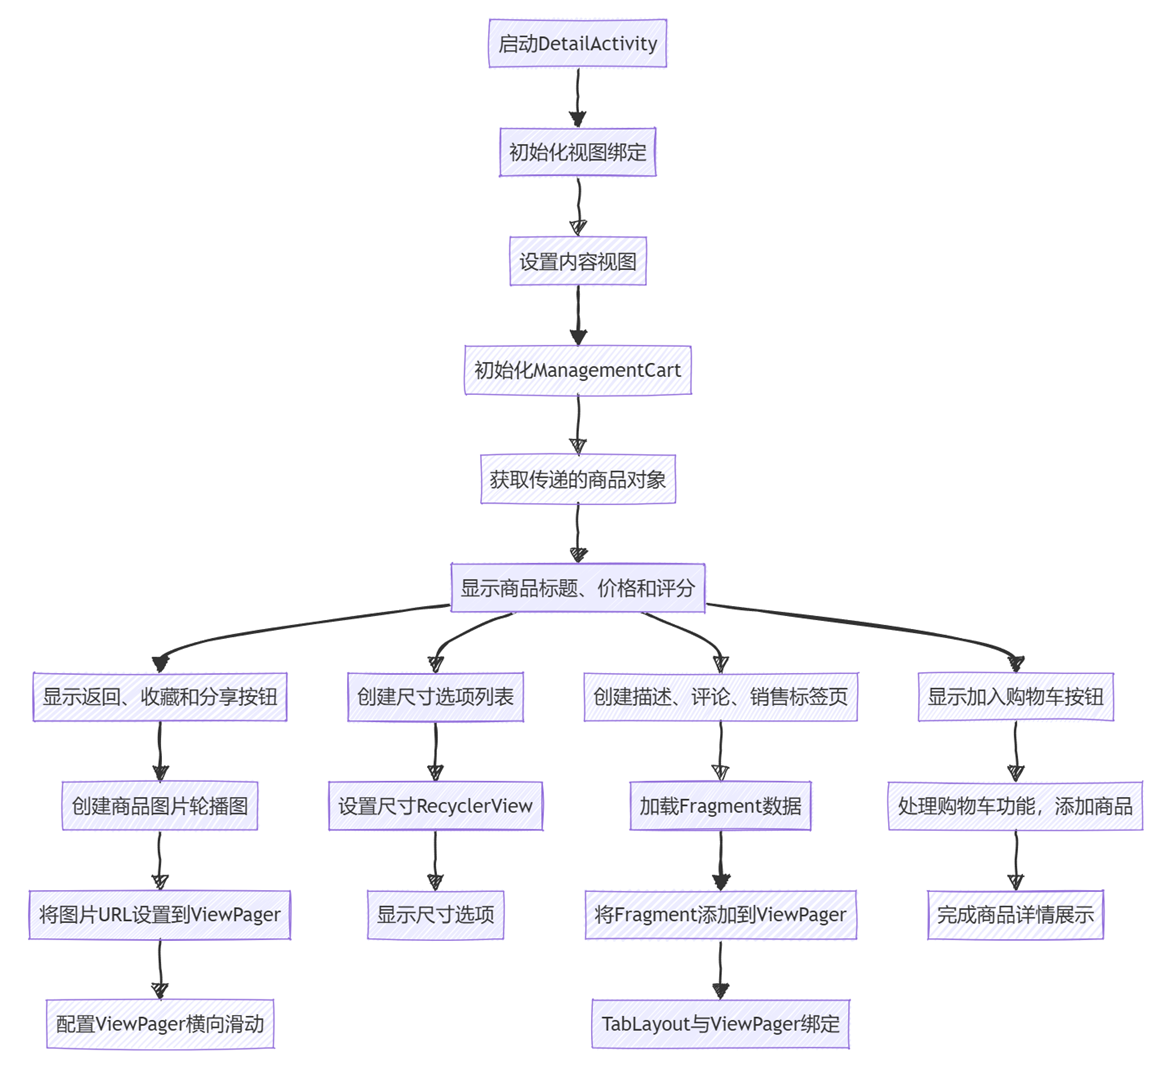 启动DetailActivity
初始化视图绑定
设置内容视图
初始化ManagementCart
获取传递的商品对象
显示商品标题、价格和评分
显示返回、收藏和分享按钮
创建尺寸选项列表
创建描述、评论、销售标签页
显示加入购物车按钮
创建商品图片轮播图
设置尺寸RecyclerView
加载Fragment数据
处理购物车功能，添加商品
将图片URL设置到ViewPager
显示尺寸选项
将Fragment添加到ViewPager
完成商品详情展示
配置ViewPager横向滑动
TabLayout与ViewPager绑定